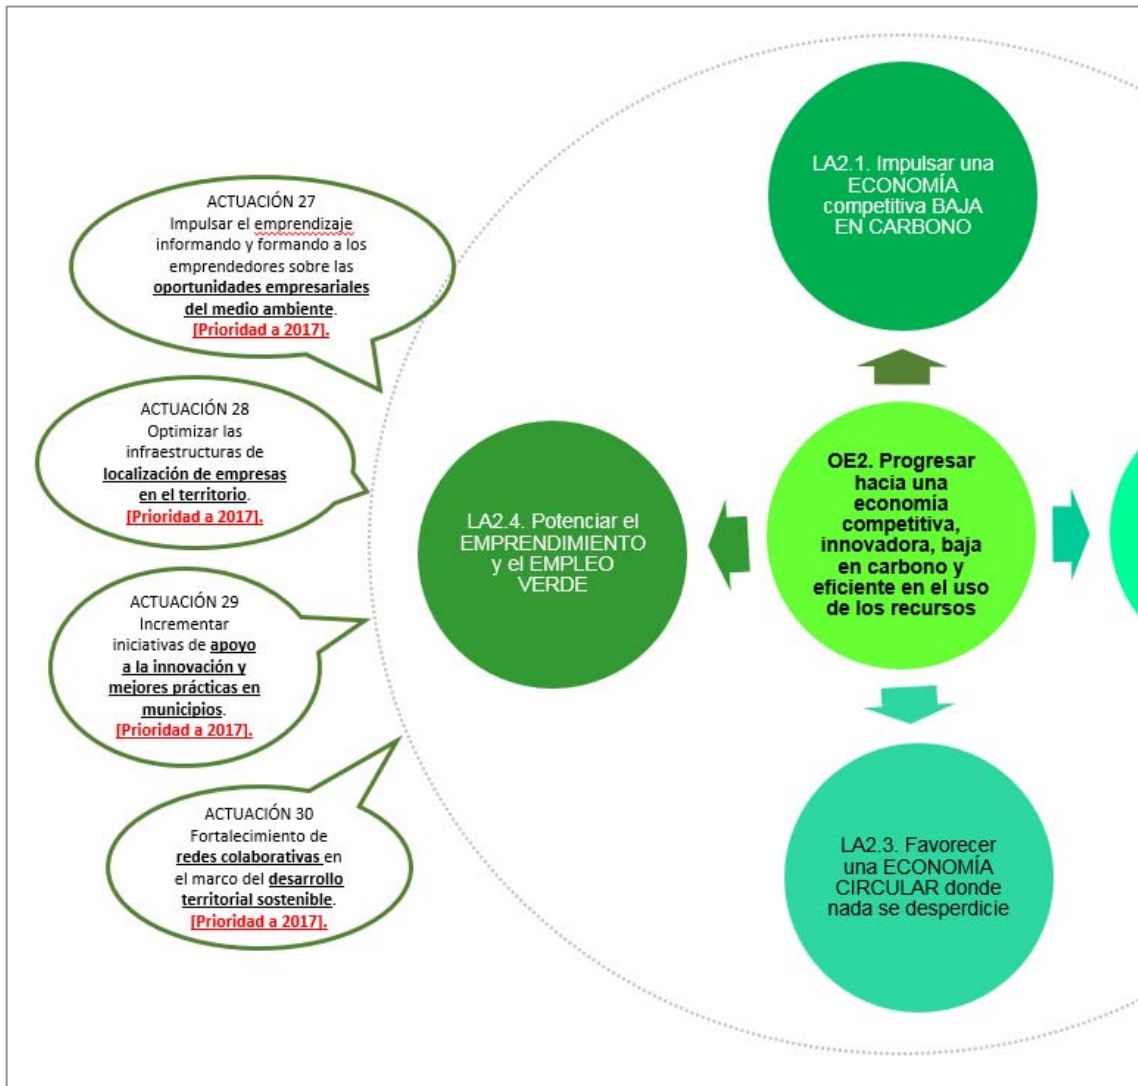 LA2.1. Impulsar una
ECONOMÍA
competitiva BAJA
EN CARBONO
ACTUACIÓN 27
Impulsar el emprendizaje
informando y formando a los
emprendedores sobre las
oportunidades empresariales
del medio ambiente.
[Prioridad a 2017].
ACTUACIÓN 28
Optimizar las
infraestructuras de
localización de empresas
en el territorio.
[Prioridad a 2017].
OE2. Progresar
hacia una
economía
competitiva,
innovadora, baja
en carbono y
eficiente en el uso
de los recursos
LA2.4. Potenciar el
EMPRENDIMIENTO
y el EMPLEO
VERDE
ACTUACIÓN 29
Incrementar
iniciativas de apoyo
a la innovación y
mejores prácticas en
municipios.
[Prioridad a 2017].
ACTUACIÓN 30
Fortalecimiento de
redes colaborativas en
el marco del desarrollo
territorial sostenible.
[Prioridad a 2017].
LA2.3. Favorecer
una ECONOMÍA
CIRCULAR donde
nada se desperdicie